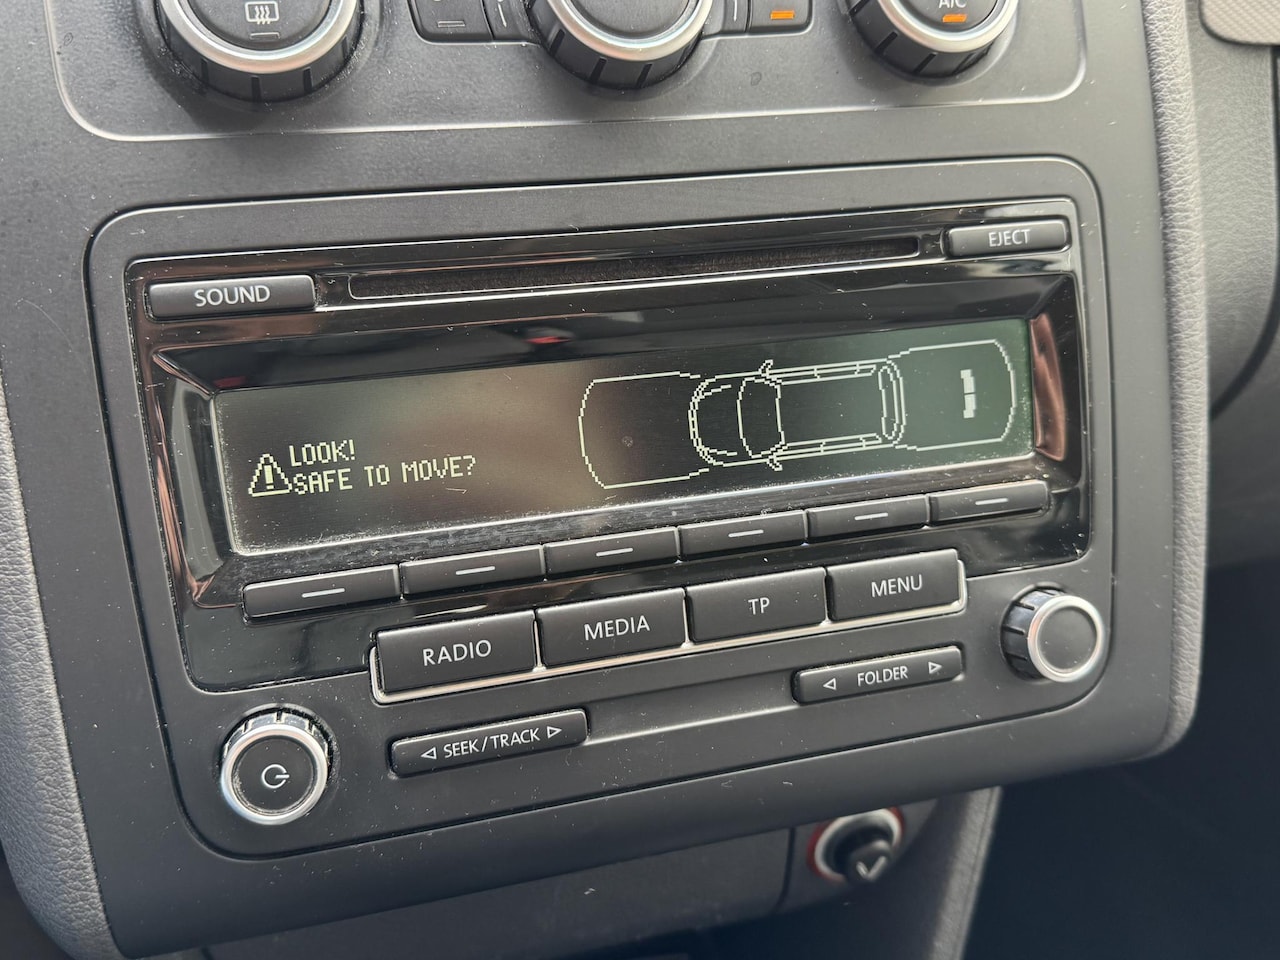 A/C
SOUND
EJECT
LOOK!
SAFE TO MOVE?
RADIO
MEDIA
TP
MENU
SEEK / TRACK
FOLDER